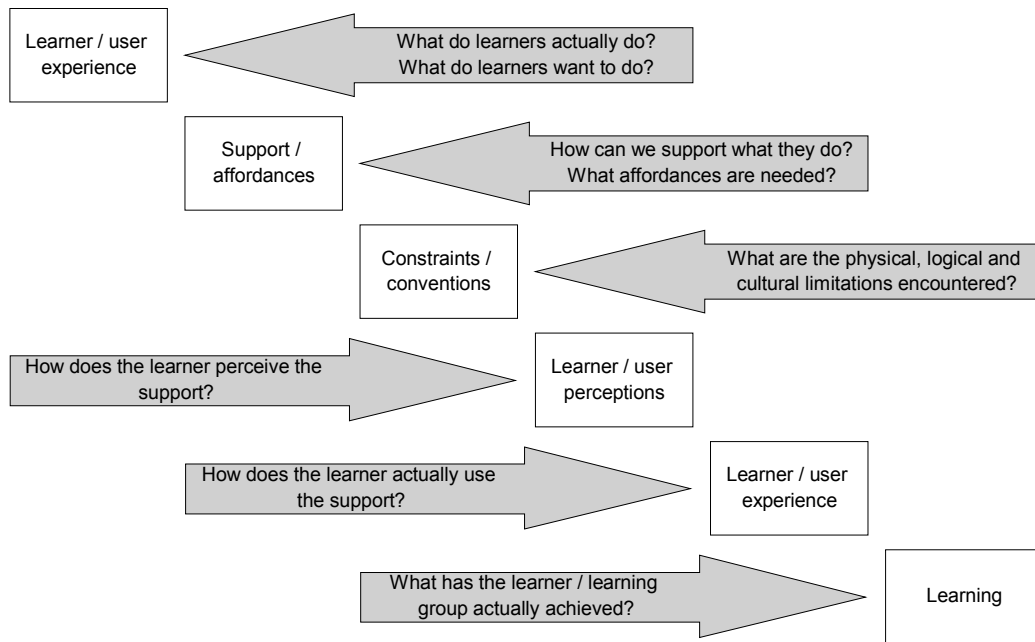 Learner / user
experience
What do learners actually do?
What do learners want to do?
Support /
affordances
How can we support what they do?
What affordances are needed?
Constraints /
conventions
What are the physical, logical and
cultural limitations encountered?
How does the learner perceive the
support?
Learner / user
perceptions
How does the learner actually use
the support?
Learner / user
experience
What has the learner / learning
group actually achieved?
Learning